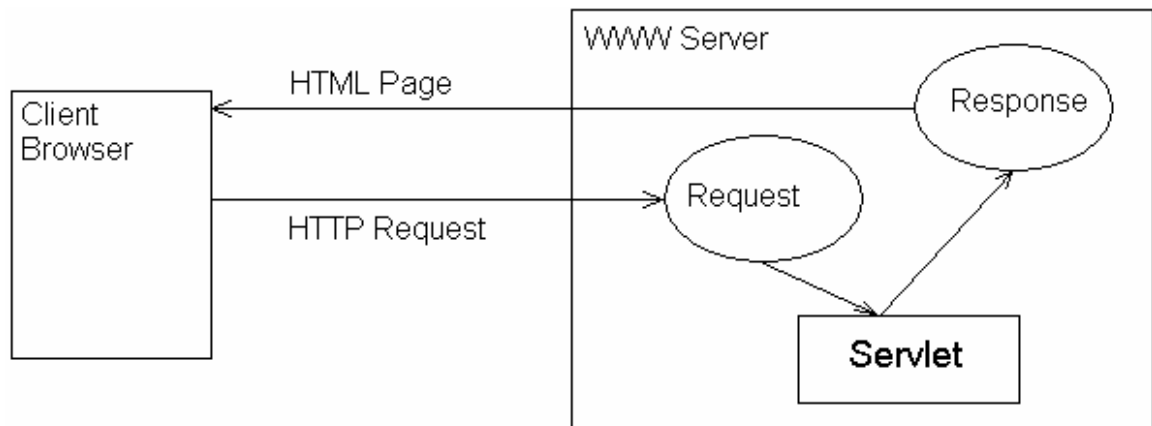 WWW Server
HTML Page
Response
Client
Browser
Request
HTTP Request
Servlet